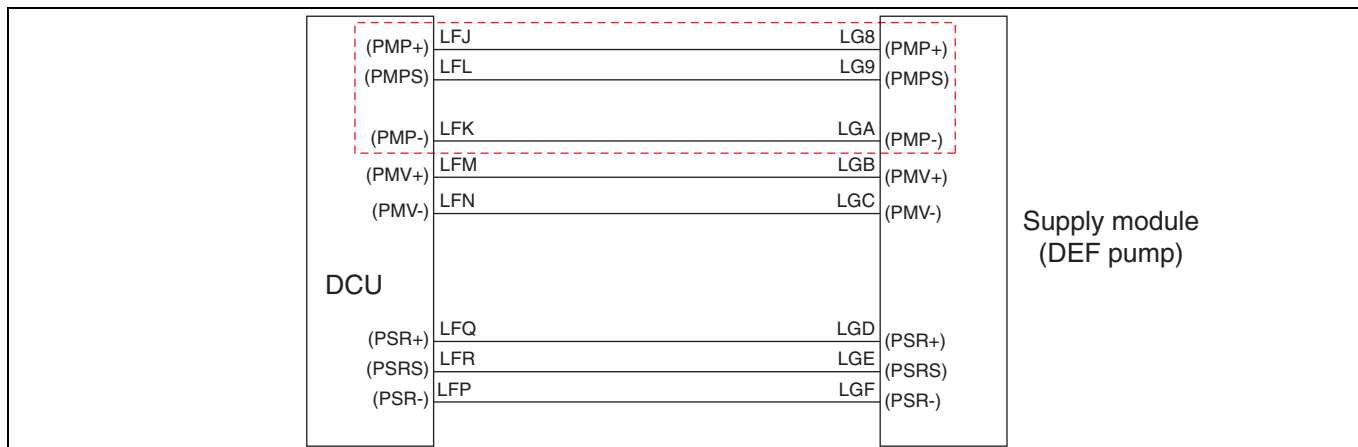 (PMP+) LFJ LG8 (PMP+)
(PMPS) LFL LG9 (PMPS)
(PMP-) LFK LGA (PMP-)
(PMV+) LFM LGB (PMV+)
(PMV-) LFN LGC (PMV-)
Supply module
(DEF pump)
DCU
(PSR+) LFQ LGD (PSR+)
(PSRS) LFR LGE (PSRS)
(PSR-) LFP LGF (PSR-)